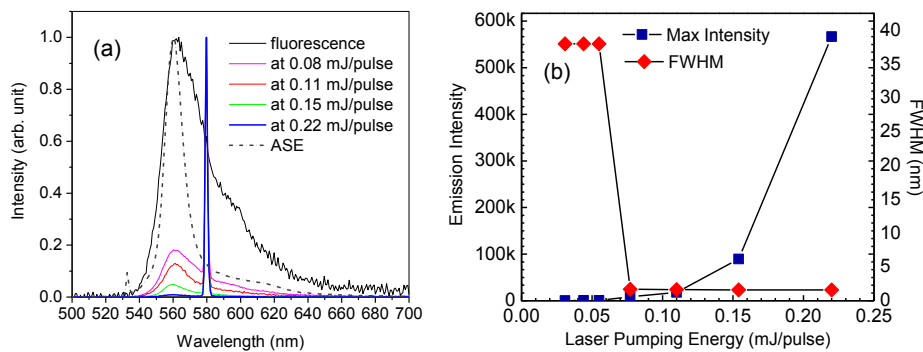 (a)
fluorescence
at 0.08 mJ/pulse
at 0.11 mJ/pulse
at 0.15 mJ/pulse
at 0.22 mJ/pulse
ASE
Intensity (arb. unit)
1.0
0.8
0.6
0.4
0.2
0.0
500 520 540 560 580 600 620 640 660 680 700
Wavelength (nm)
(b)
Max Intensity
FWHM
Emission Intensity
600k
500k
400k
300k
200k
100k
0
0.00 0.05 0.10 0.15 0.20 0.25
Laser Pumping Energy (mJ/pulse)
40
35
30
25
20
15
10
5
0
FWHM (nm)